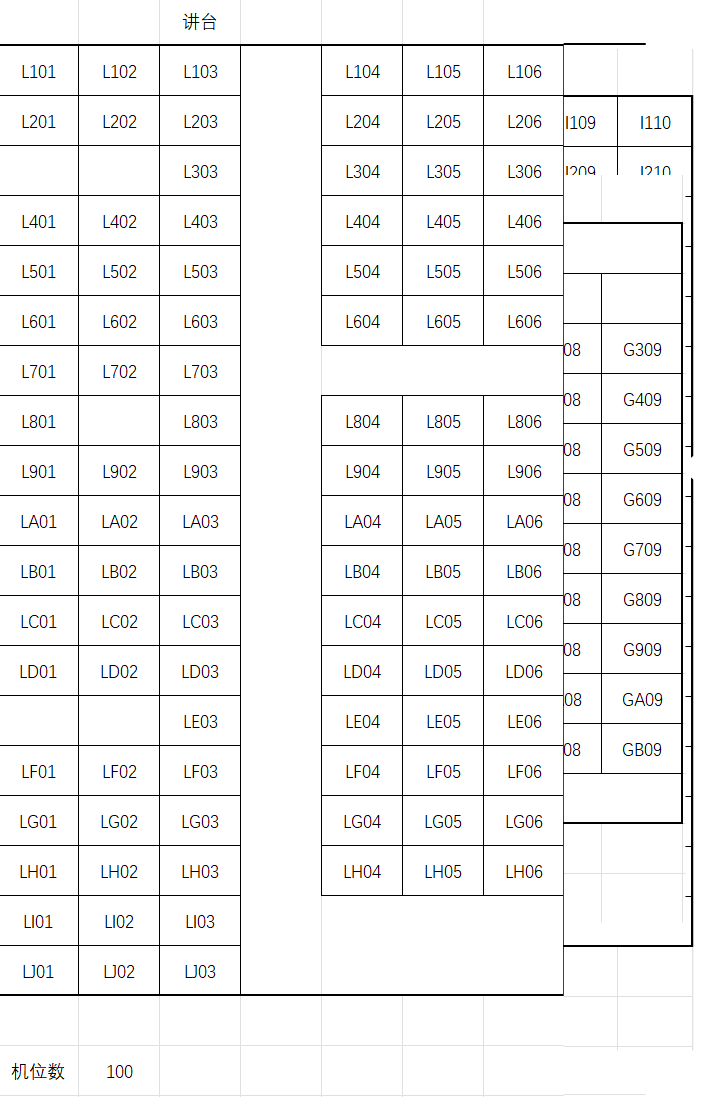 讲台
L101 L102 L103 L104 L105 L106
I109 I110
L201 L202 L203 L204 L205 L206
L303 L304 L305 L306
I209 I210
L401 L402 L403 L404 L405 L406
L501 L502 L503 L504 L505 L506
L601 L602 L603 L604 L605 L606
08 G309
L701 L702 L703
08 G409
L801 L803 L804 L805 L806
08 G509
L901 L902 L903 L904 L905 L906
08 G609
LA01 LA02 LA03 LA04 LA05 LA06
08 G709
LB01 LB02 LB03 LB04 LB05 LB06
08 G809
LC01 LC02 LC03 LC04 LC05 LC06
08 G909
LD01 LD02 LD03 LD04 LD05 LD06
08 GA09
LE03 LE04 LE05 LE06
08 GB09
LF01 LF02 LF03 LF04 LF05 LF06
LG01 LG02 LG03 LG04 LG05 LG06
LH01 LH02 LH03 LH04 LH05 LH06
LI01 LI02 LI03
LJ01 LJ02 LJ03
机位数 100